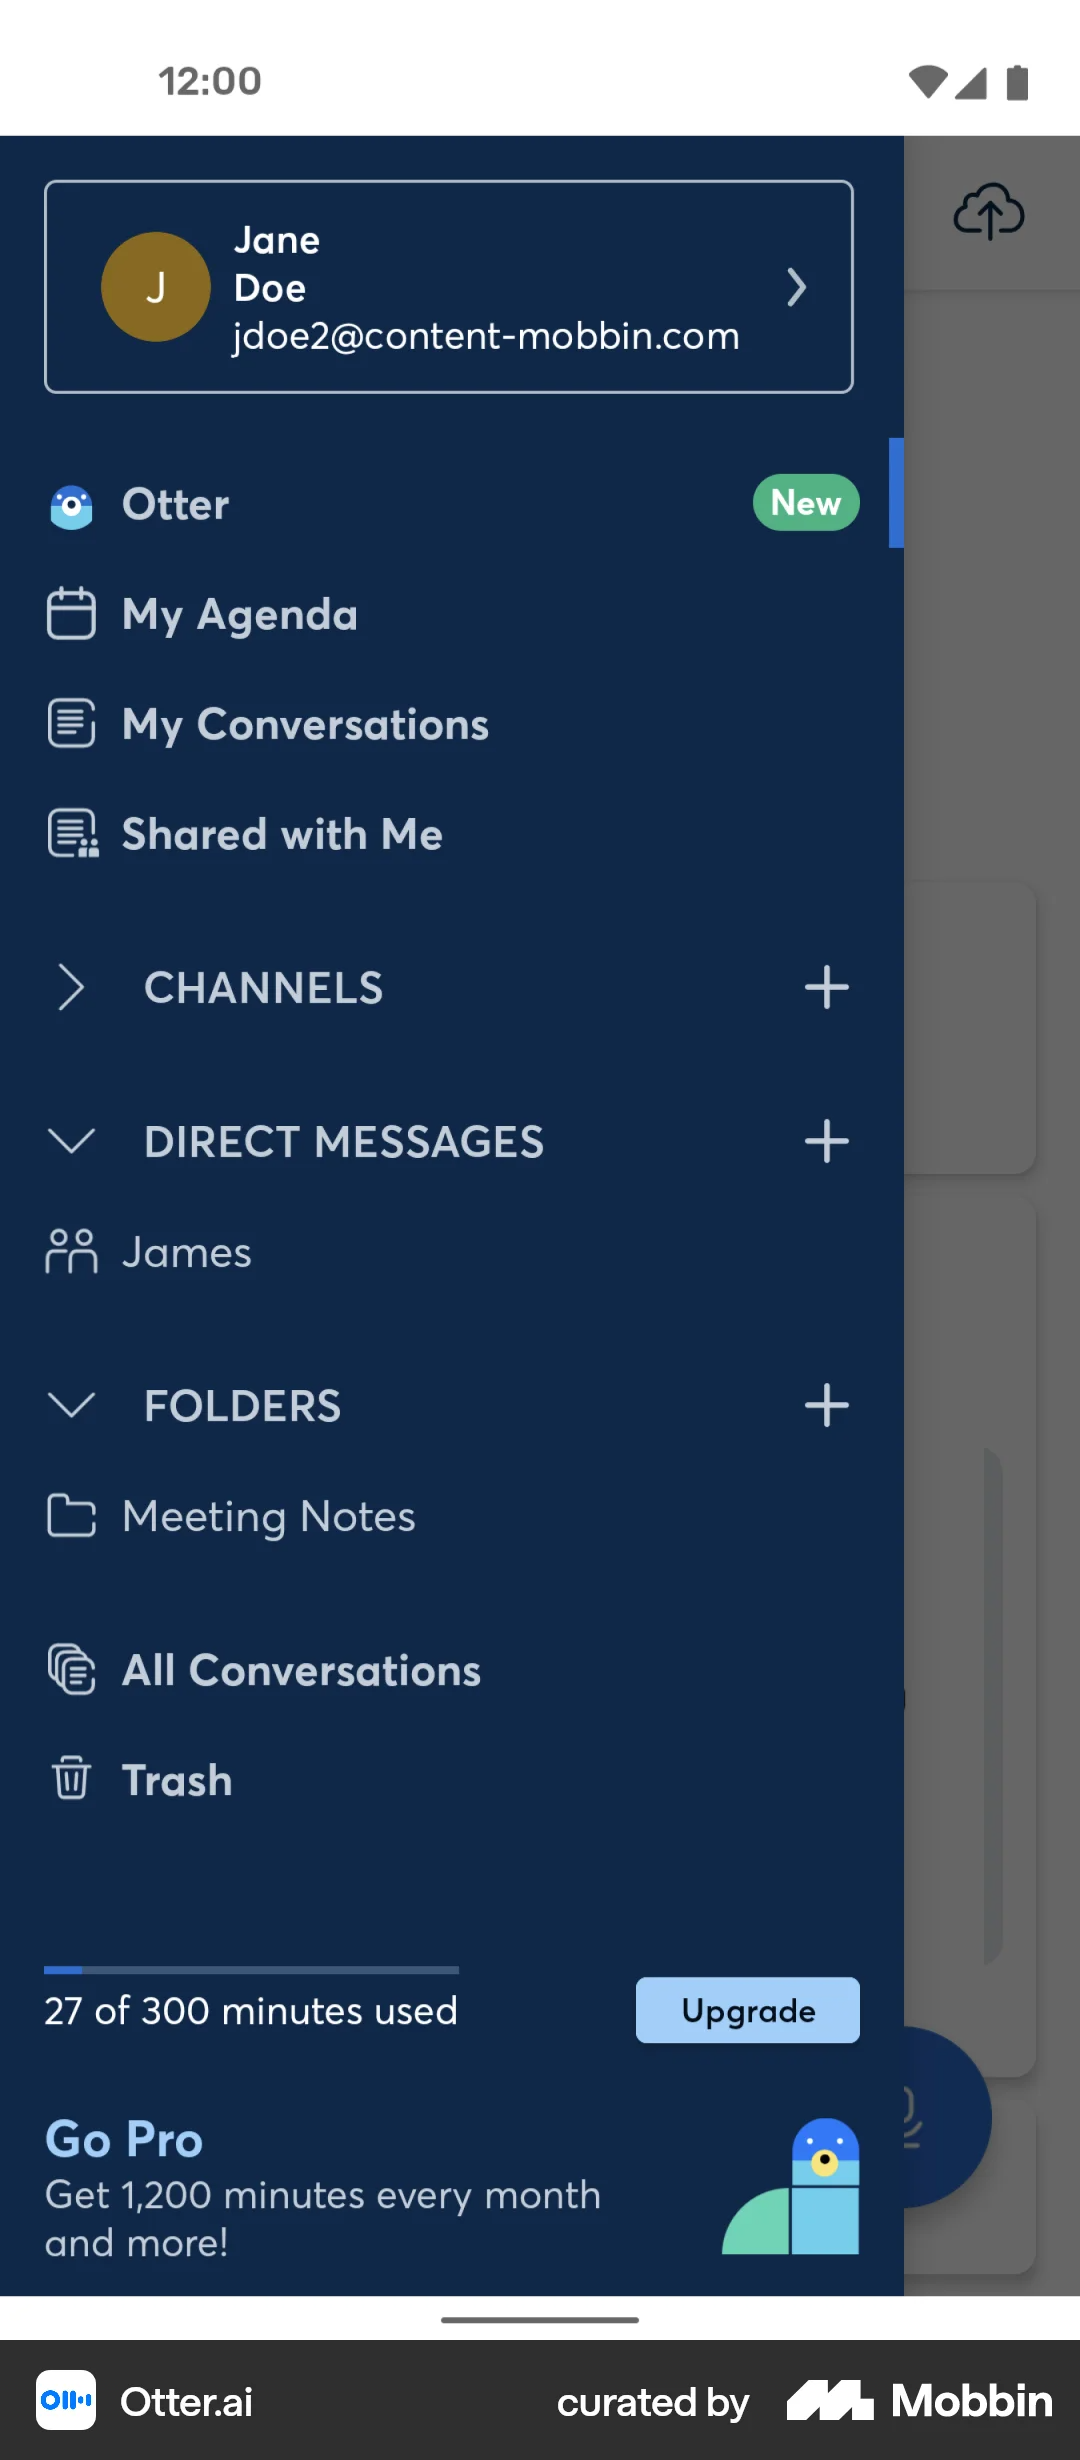 12:00
Jane
Doe
J
jdoe2@content-mobbin.com
Otter
New
My Agenda
My Conversations
Shared with Me
CHANNELS
DIRECT MESSAGES
James
FOLDERS
Meeting Notes
All Conversations
Trash
27 of 300 minutes used
Upgrade
Go Pro
Get 1,200 minutes every month
and more!
Otter.ai
curated by Mobbin